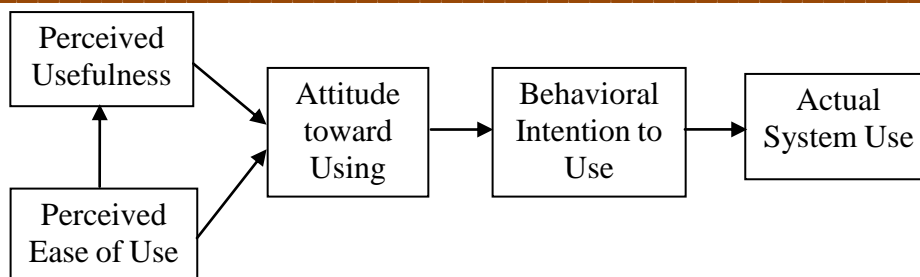 Perceived
Usefulness
Attitude
toward
Using
Behavioral
Intention to
Use
Actual
System Use
Perceived
Ease of Use